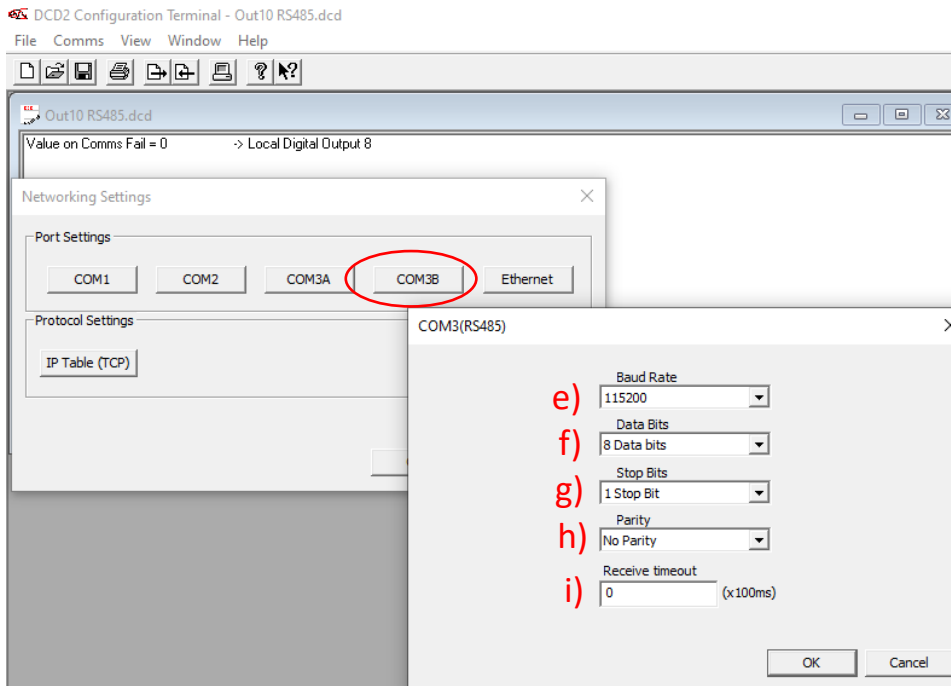 DCD2 Configuration Terminal - Out10 RS485.dcd
File Comms View Window Help
Out10 RS485.dcd
Value on Comms Fail = 0 -> Local Digital Output 8
Networking Settings
Port Settings
COM1 COM2 COM3A COM3B Ethernet
Protocol Settings
IP Table (TCP)
COM3(RS485)
Baud Rate
e) 115200
Data Bits
f) 8 Data bits
Stop Bits
g) 1 Stop Bit
Parity
h) No Parity
Receive timeout
i) 0 (x100ms)
OK Cancel